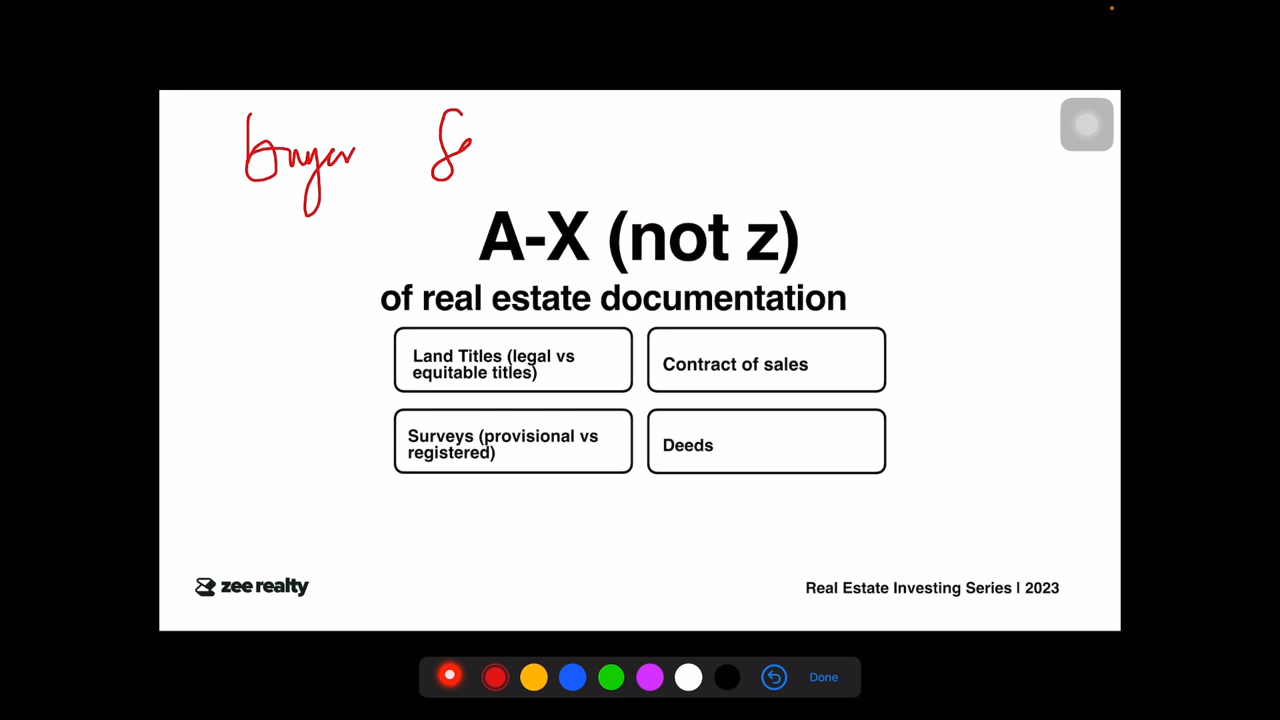 buyer Se
A-X (not z)
of real estate documentation
Land Titles (legal vs
equitable titles)
Contract of sales
Surveys (provisional vs
registered)
Deeds
zee realty
Real Estate Investing Series | 2023
Done